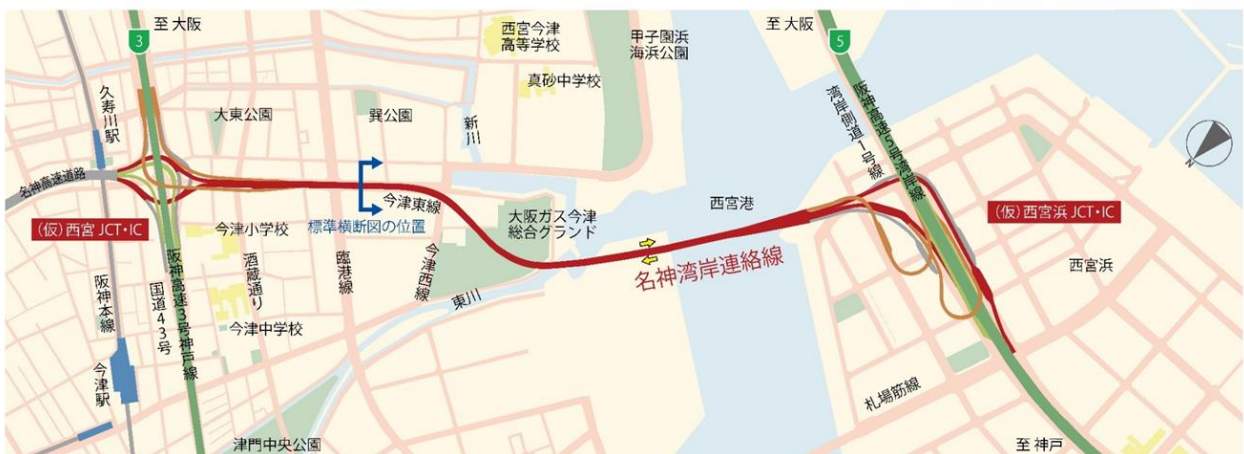 至 大阪
3
西宮今津
高等学校
甲子園浜
海浜公園
至 大阪
5
真砂中学校
久寿川駅
大東公園
巽公園
新川
湾岸側道1号線
阪神高速5号湾岸線
名神高速道路
N
今津東線
標準横断図の位置
大阪ガス今津
総合グランド
西宮港
(仮)西宮 JCT・IC
(仮)西宮浜 JCT・IC
今津小学校
阪神本線
国道43号
阪神高速3号神戸線
酒蔵通り
臨港線
今津西線
名神湾岸連絡線
西宮浜
東川
今津中学校
今津駅
札場筋線
津門中央公園
至 神戸